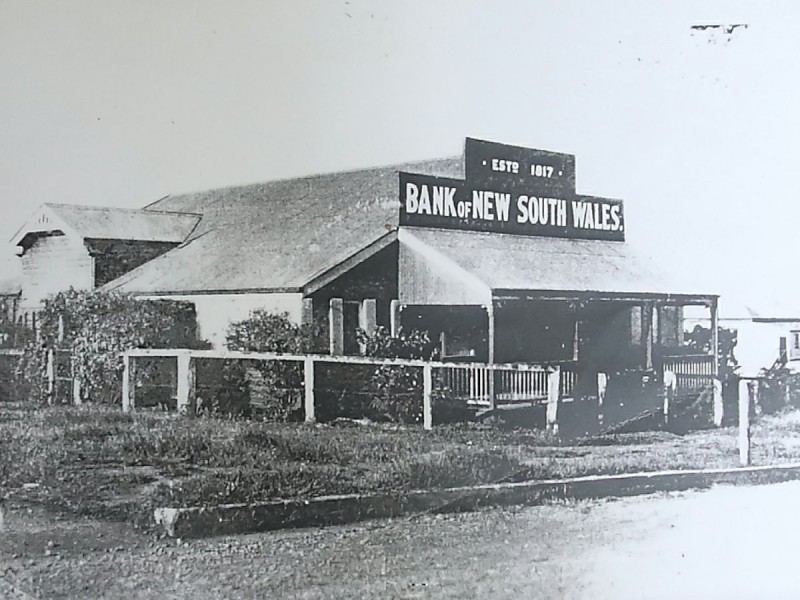 • ESTD 1817 •
BANK OF NEW SOUTH WALES.